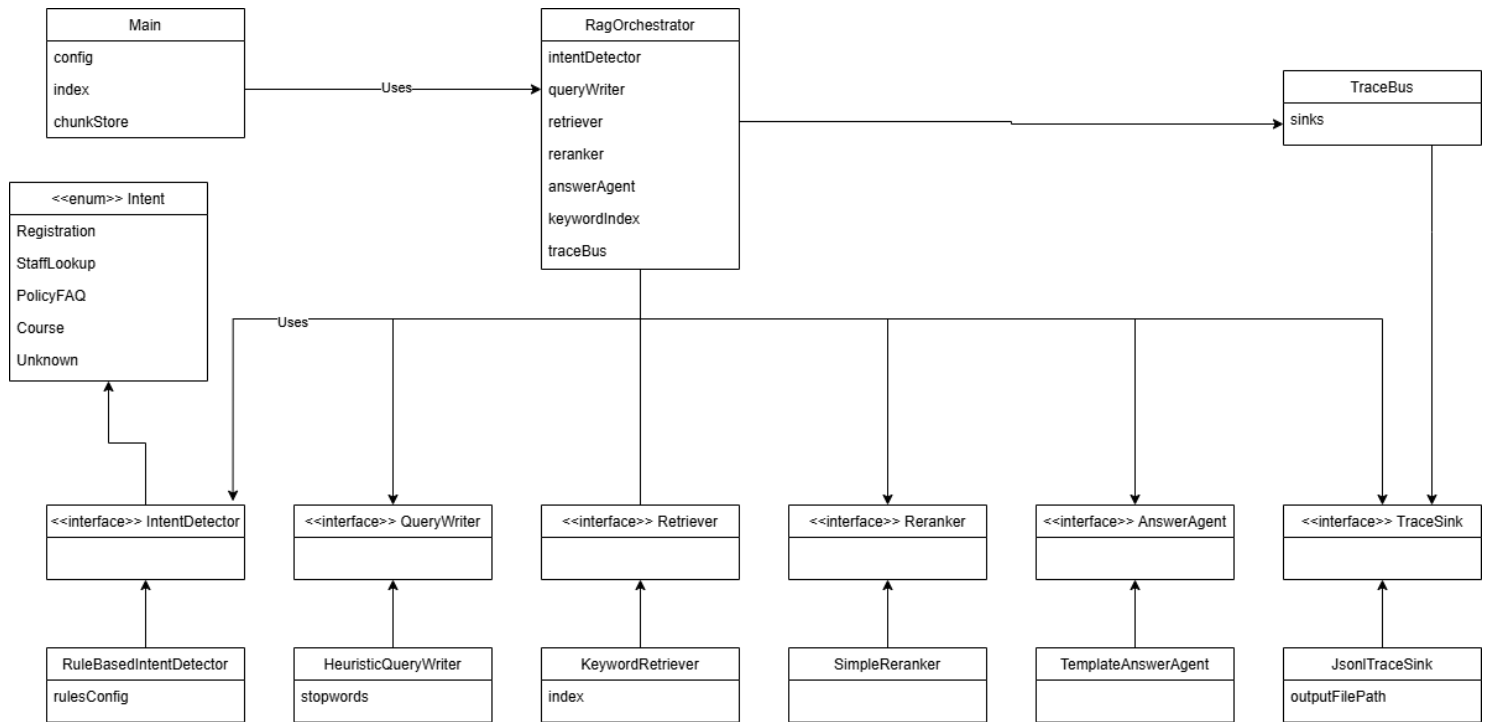 Main
config
index
chunkStore
Uses
RagOrchestrator
intentDetector
queryWriter
retriever
reranker
answerAgent
keywordIndex
traceBus
TraceBus
sinks
<<enum>> Intent
Registration
StaffLookup
PolicyFAQ
Course
Unknown
Uses
<<interface>> IntentDetector
<<interface>> QueryWriter
<<interface>> Retriever
<<interface>> Reranker
<<interface>> AnswerAgent
<<interface>> TraceSink
RuleBasedIntentDetector
rulesConfig
HeuristicQueryWriter
stopwords
KeywordRetriever
index
SimpleReranker
TemplateAnswerAgent
JsonlTraceSink
outputFilePath